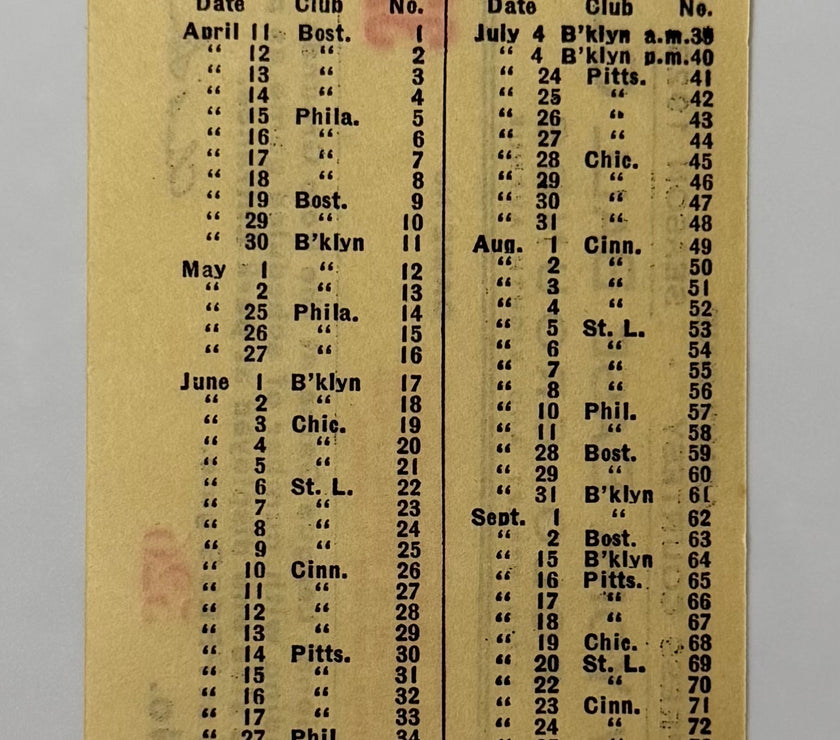 Date Club No.
April 11 Bost. 1
“ 12 “ 2
“ 13 “ 3
“ 14 “ 4
“ 15 Phila. 5
“ 16 “ 6
“ 17 “ 7
“ 18 “ 8
“ 19 Bost. 9
“ 29 “ 10
“ 30 B'klyn 11
May 1 “ 12
“ 2 “ 13
“ 25 Phila. 14
“ 26 “ 15
“ 27 “ 16
June 1 B'klyn 17
“ 2 “ 18
“ 3 Chic. 19
“ 4 “ 20
“ 5 “ 21
“ 6 St. L. 22
“ 7 “ 23
“ 8 “ 24
“ 9 “ 25
“ 10 Cinn. 26
“ 11 “ 27
“ 12 “ 28
“ 13 “ 29
“ 14 Pitts. 30
“ 15 “ 31
“ 16 “ 32
“ 17 “ 33
“ 27 Phil. 34
Date Club No.
July 4 B'klyn a.m.39
“ 4 B'klyn p.m.40
“ 24 Pitts. 41
“ 25 “ 42
“ 26 “ 43
“ 27 “ 44
“ 28 Chic. 45
“ 29 “ 46
“ 30 “ 47
“ 31 “ 48
Aug. 1 Cinn. 49
“ 2 “ 50
“ 3 “ 51
“ 4 “ 52
“ 5 St. L. 53
“ 6 “ 54
“ 7 “ 55
“ 8 “ 56
“ 10 Phil. 57
“ 11 “ 58
“ 28 Bost. 59
“ 29 “ 60
“ 31 B'klyn 61
Sept. 1 “ 62
“ 2 Bost. 63
“ 15 B'klyn 64
“ 16 Pitts. 65
“ 17 “ 66
“ 18 “ 67
“ 19 Chic. 68
“ 20 St. L. 69
“ 22 “ 70
“ 23 Cinn. 71
“ 24 “ 72